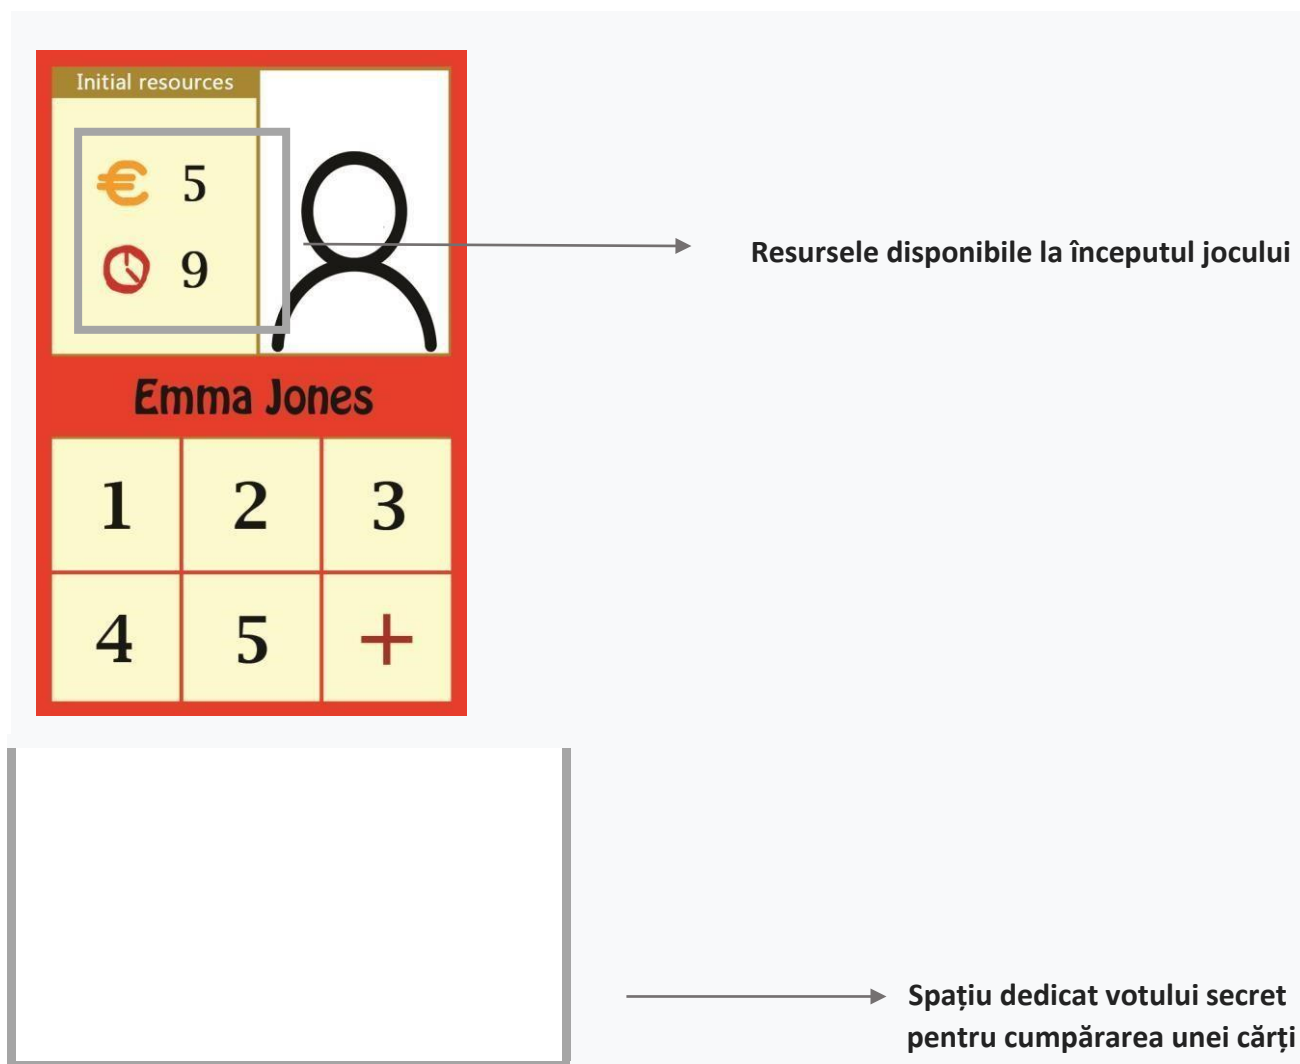 Initial resources
€ 5
9
Resursele disponibile la începutul jocului
Emma Jones
1 2 3
4 5 +
Spațiu dedicat votului secret
pentru cumpărarea unei cărți